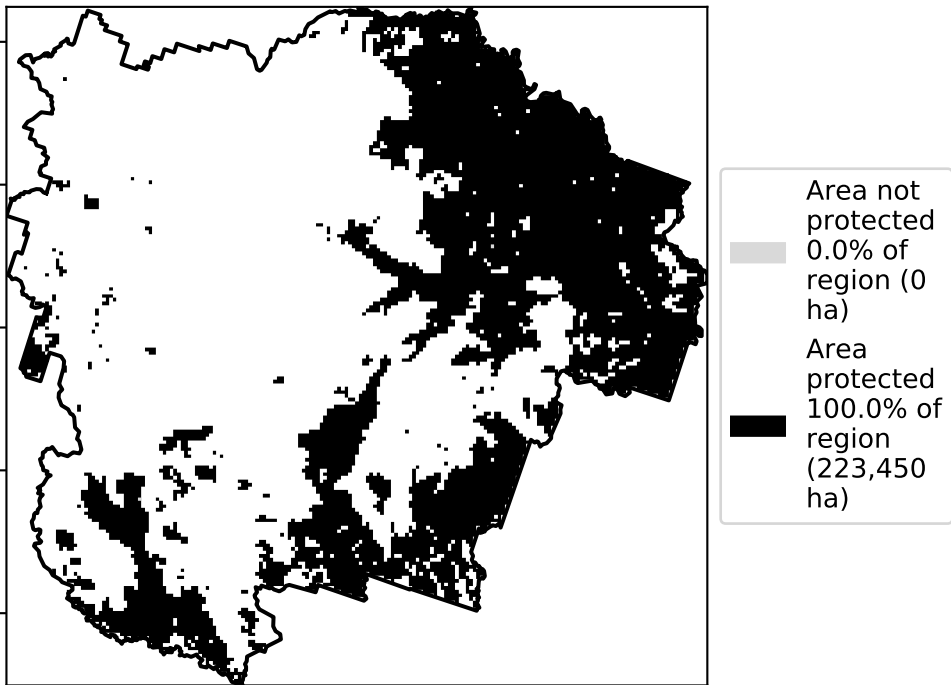 Area not
protected
0.0% of
region (0
ha)
Area
protected
100.0% of
region
(223,450
ha)